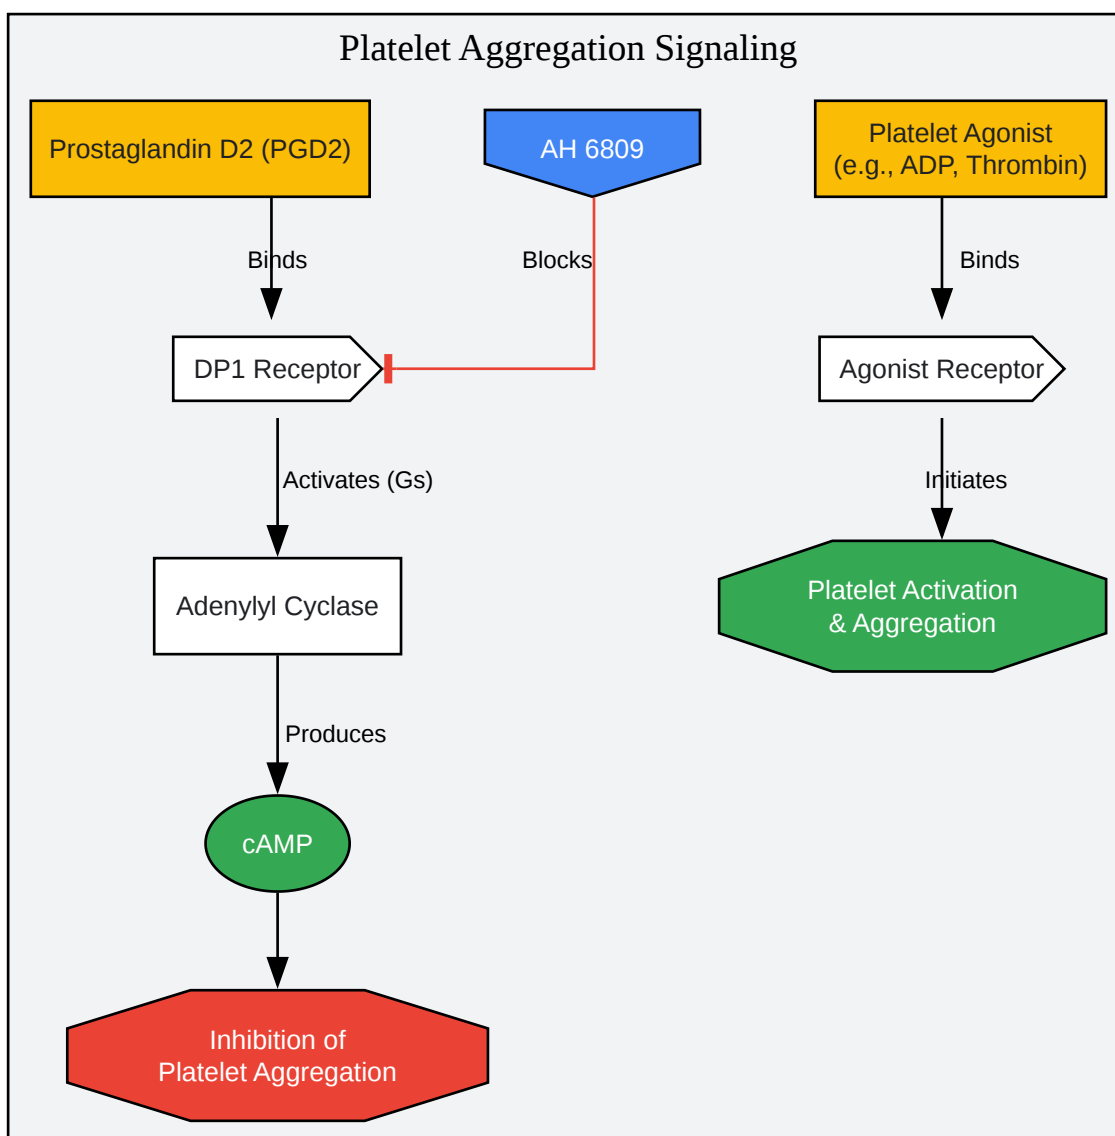 Platelet Aggregation Signaling
Prostaglandin D2 (PGD2)
AH 6809
Platelet Agonist
(e.g., ADP, Thrombin)
Binds
Blocks
Binds
DP1 Receptor
Agonist Receptor
Activates (Gs)
Initiates
Adenylyl Cyclase
Platelet Activation
& Aggregation
Produces
cAMP
Inhibition of
Platelet Aggregation